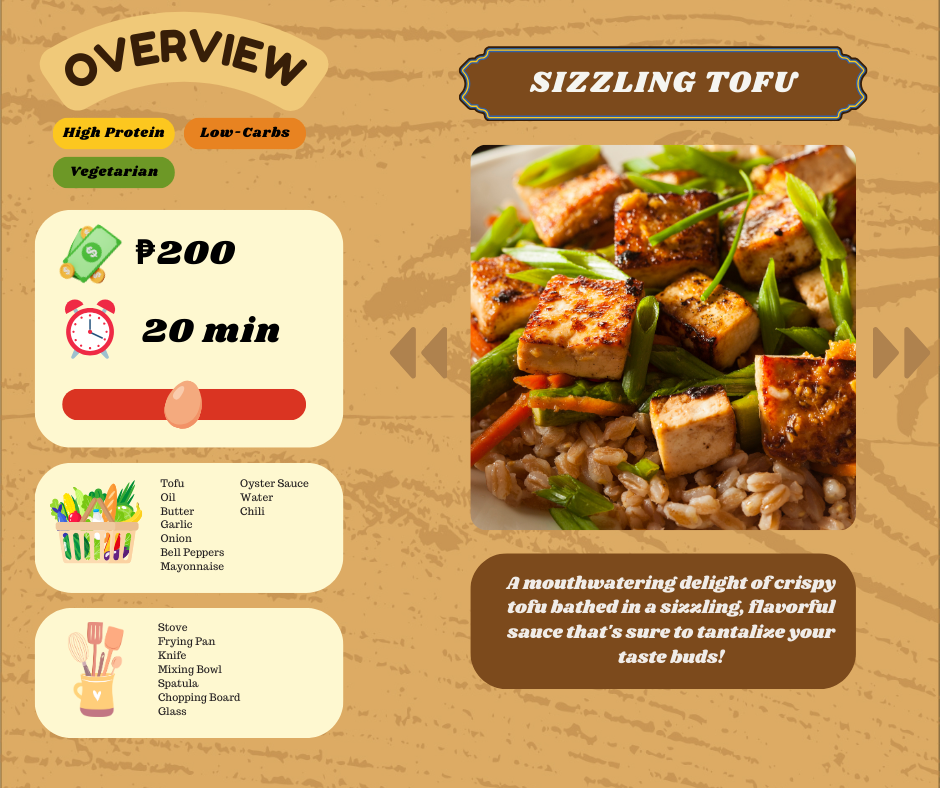 OVERVIEW
High Protein
Low-Carbs
Vegetarian
₱200
20 min
Tofu
Oil
Butter
Garlic
Onion
Bell Peppers
Mayonnaise
Oyster Sauce
Water
Chili
Stove
Frying Pan
Knife
Mixing Bowl
Spatula
Chopping Board
Glass
SIZZLING TOFU
A mouthwatering delight of crispy
tofu bathed in a sizzling, flavorful
sauce that's sure to tantalize your
taste buds!